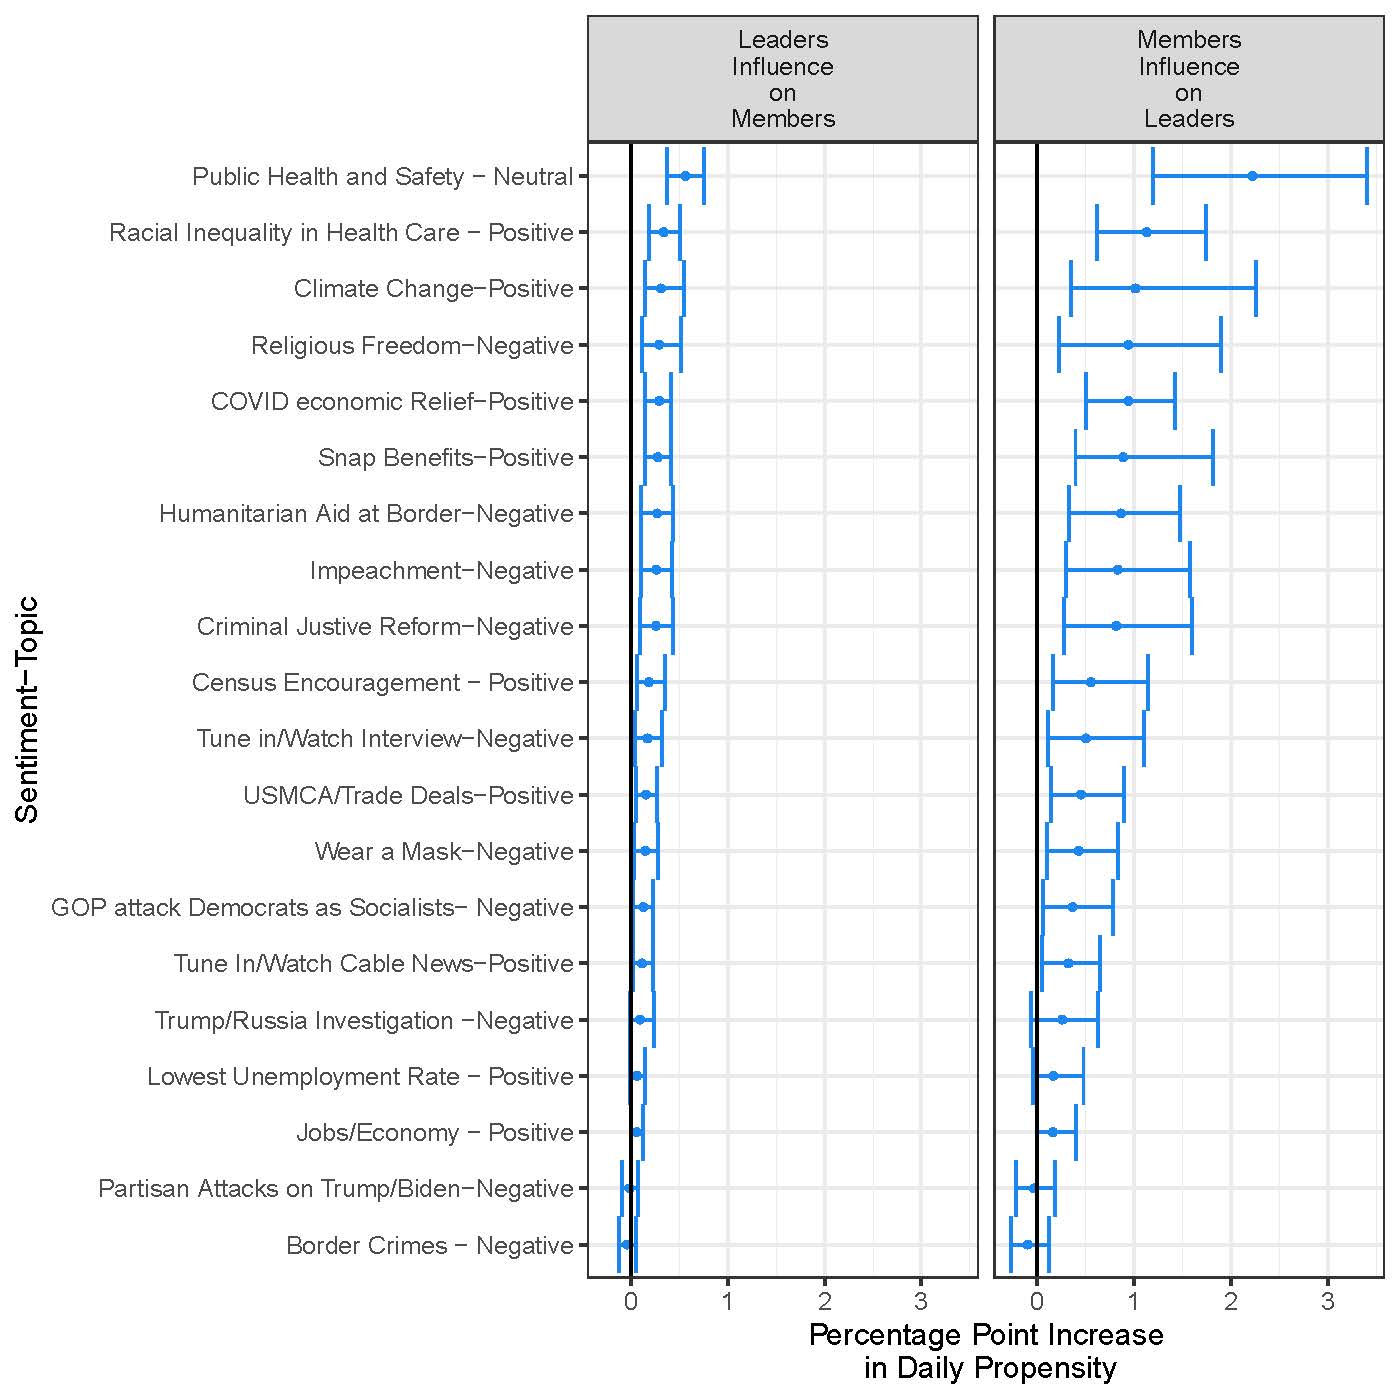 Leaders
Influence
on
Members
Members
Influence
on
Leaders
Sentiment−Topic
Public Health and Safety − Neutral
Racial Inequality in Health Care − Positive
Climate Change−Positive
Religious Freedom−Negative
COVID economic Relief−Positive
Snap Benefits−Positive
Humanitarian Aid at Border−Negative
Impeachment−Negative
Criminal Justive Reform−Negative
Census Encouragement − Positive
Tune in/Watch Interview−Negative
USMCA/Trade Deals−Positive
Wear a Mask−Negative
GOP attack Democrats as Socialists− Negative
Tune In/Watch Cable News−Positive
Trump/Russia Investigation −Negative
Lowest Unemployment Rate − Positive
Jobs/Economy − Positive
Partisan Attacks on Trump/Biden−Negative
Border Crimes − Negative
0 1 2 3
0 1 2 3
Percentage Point Increase
in Daily Propensity